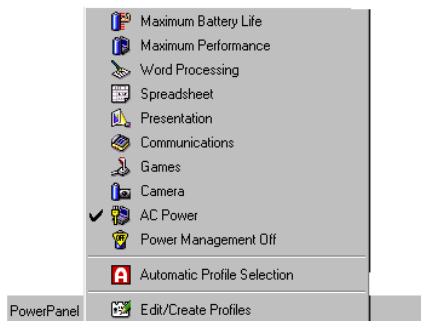 Maximum Battery Life
Maximum Performance
Word Processing
Spreadsheet
Presentation
Communications
Games
Camera
AC Power
OFF
Power Management Off
A Automatic Profile Selection
PowerPanel Edit/Create Profiles